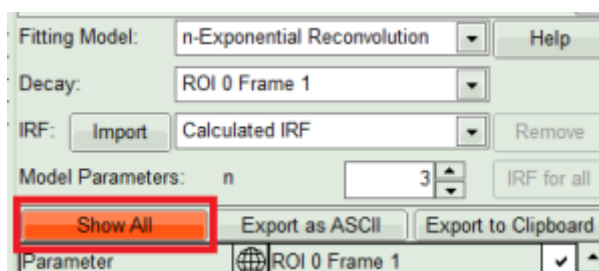 Fitting Model: n-Exponential Reconvolution Help
Decay: ROI 0 Frame 1
IRF: Import Calculated IRF Remove
Model Parameters: n 3 IRF for all
Show All Export as ASCII Export to Clipboard
Parameter ROI 0 Frame 1